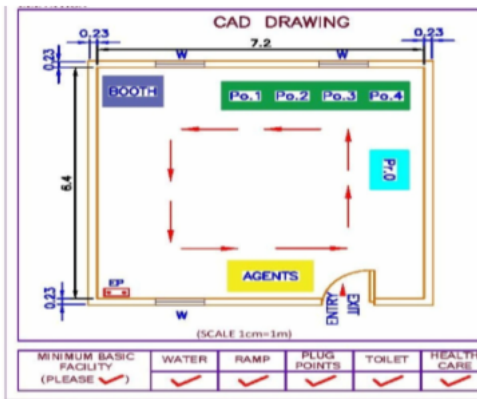 CAD DRAWING
0.23
7.2
0.23
W
W
0.23
BOOTH
Po.1
Po.2
Po.3
Po.4
6.4
Pr.0
AGENTS
EP
0.23
W
ENTRY
EXIT
(SCALE 1cm=1m)
MINIMUM BASIC
FACILITY
(PLEASE ✓)
WATER
RAMP
PLUG
POINTS
TOILET
HEALTH
CARE
✓ ✓ ✓ ✓ ✓